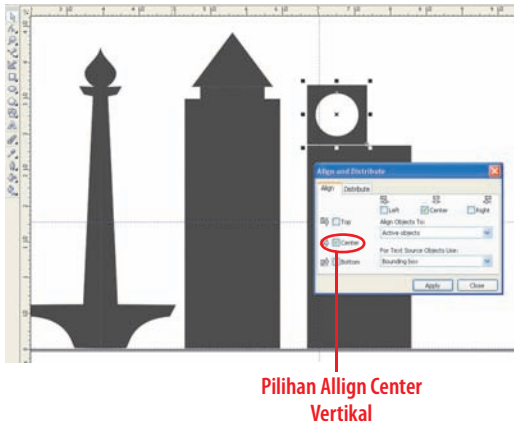 Align and Distribute
Align Distribute
Left Center Right
Top
Align Objects To:
Active objects
Center
For Text Source Objects Use:
Bottom
Bounding box
Apply Close
Pilihan Allign Center
Vertikal